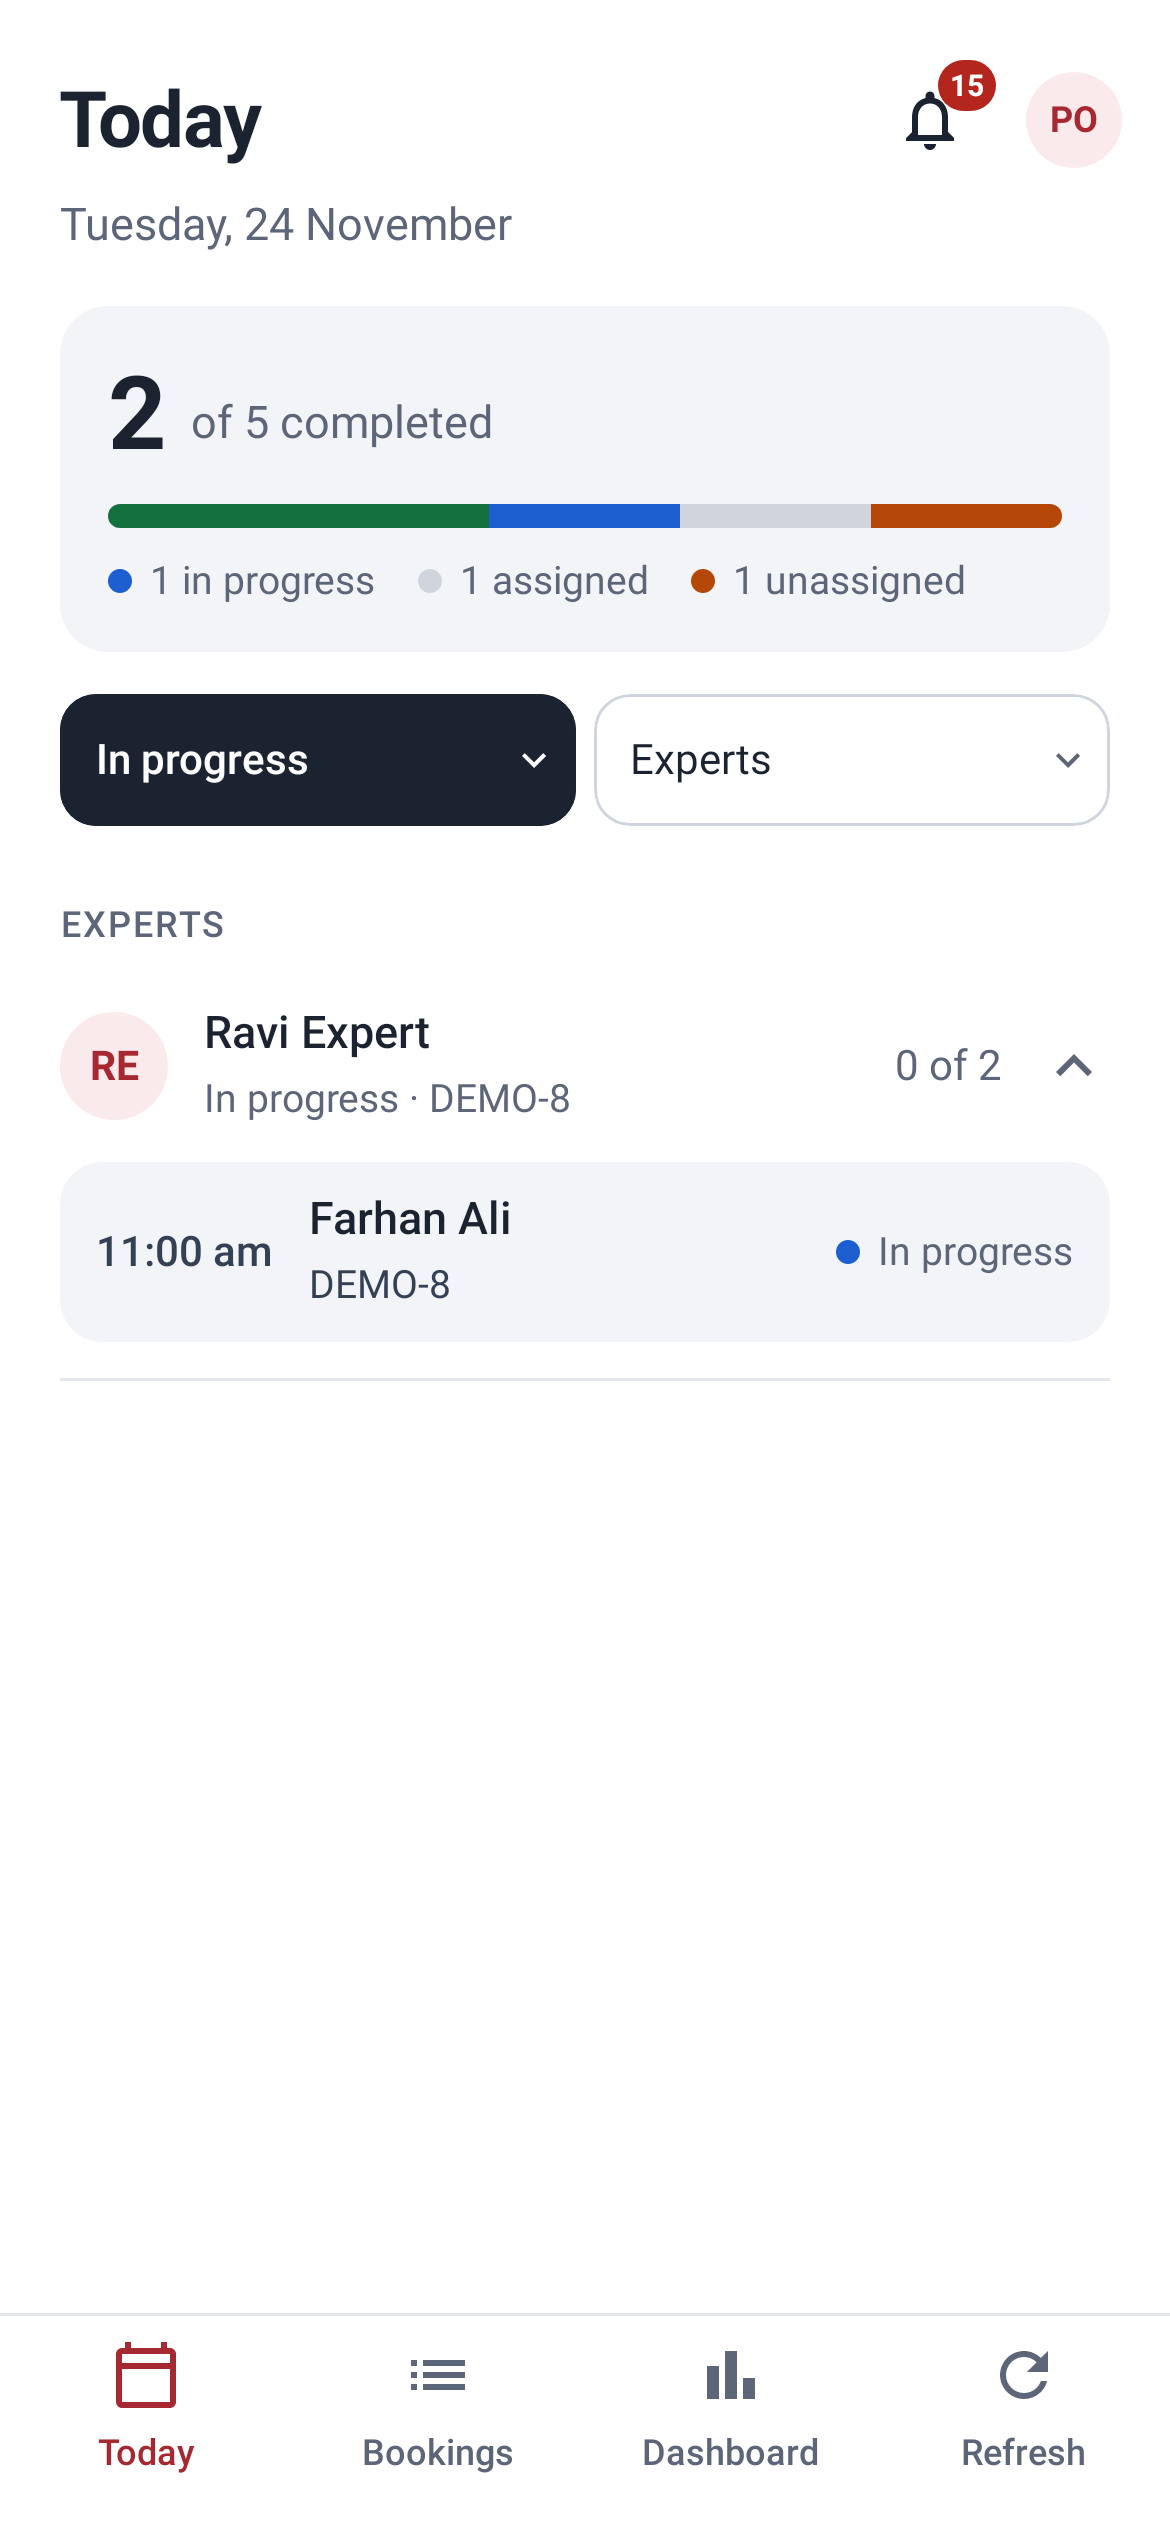 Today
15
PO
Tuesday, 24 November
2 of 5 completed
1 in progress
1 assigned
1 unassigned
In progress
Experts
EXPERTS
RE
Ravi Expert
In progress · DEMO-8
0 of 2
11:00 am
Farhan Ali
DEMO-8
In progress
Today
Bookings
Dashboard
Refresh